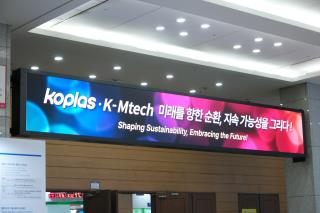 koplas · K-Mtech 미래를 향한 순환, 지속 가능성을 그리다!
Shaping Sustainability, Embracing the Future!